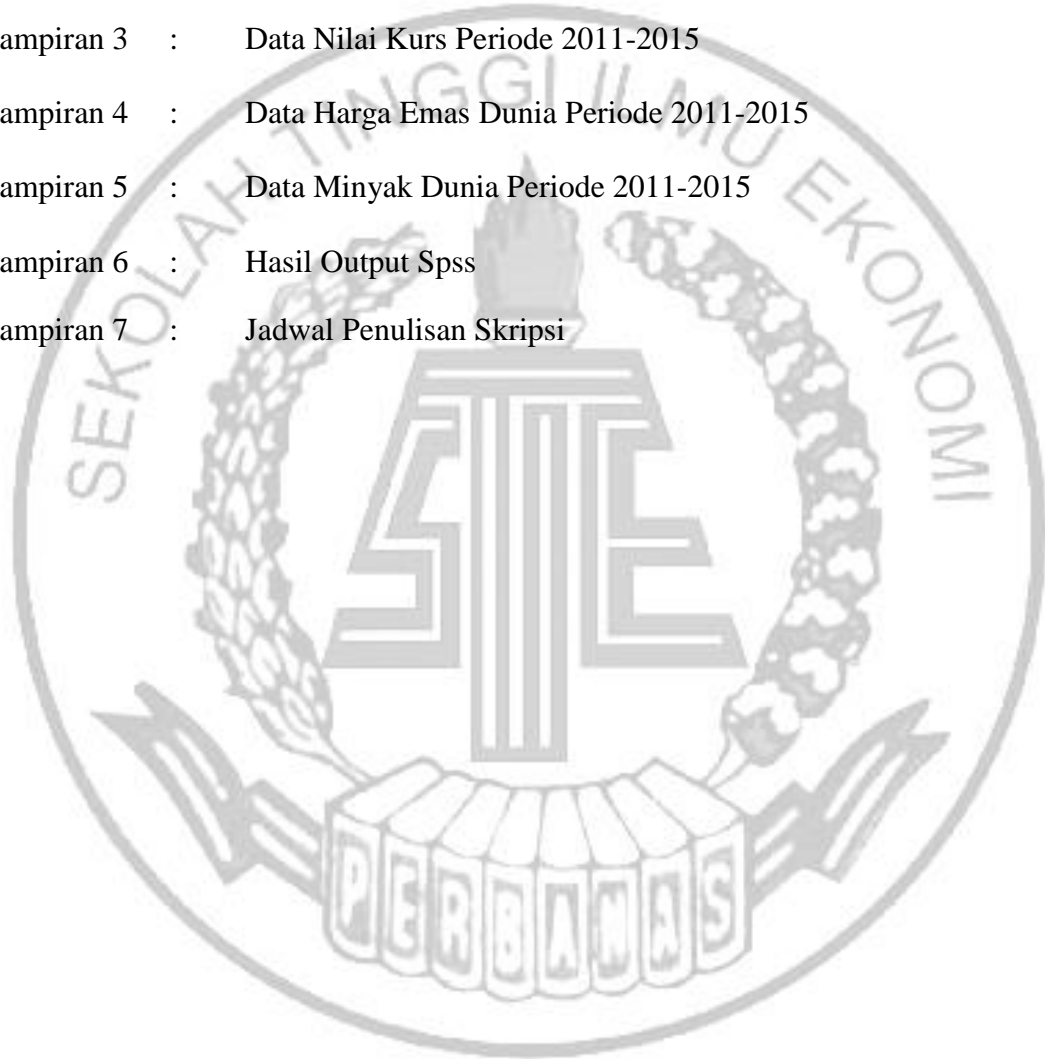 ampiran 3 : Data Nilai Kurs Periode 2011-2015
ampiran 4 : Data Harga Emas Dunia Periode 2011-2015
ampiran 5 : Data Minyak Dunia Periode 2011-2015
ampiran 6 : Hasil Output Spss
ampiran 7 : Jadwal Penulisan Skripsi
SEKOLAH TINGGI ILMU EKONOMI
STIE
PERBANAS